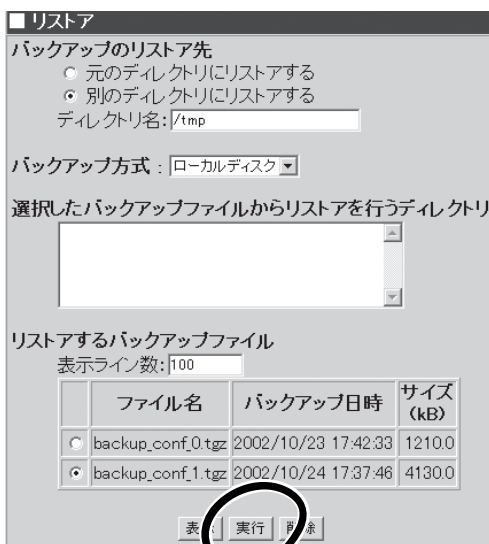 ■ リストア
バックアップのリストア先
元のディレクトリにリストアする
別のディレクトリにリストアする
ディレクトリ名: /tmp
バックアップ方式 : ローカルディスク
選択したバックアップファイルからリストアを行うディレクトリ
リストアするバックアップファイル
表示ライン数: 100
ファイル名 バックアップ日時 サイズ
(kB)
backup_conf_0.tgz 2002/10/23 17:42:33 1210.0
backup_conf_1.tgz 2002/10/24 17:37:46 4130.0
表示 実行 削除